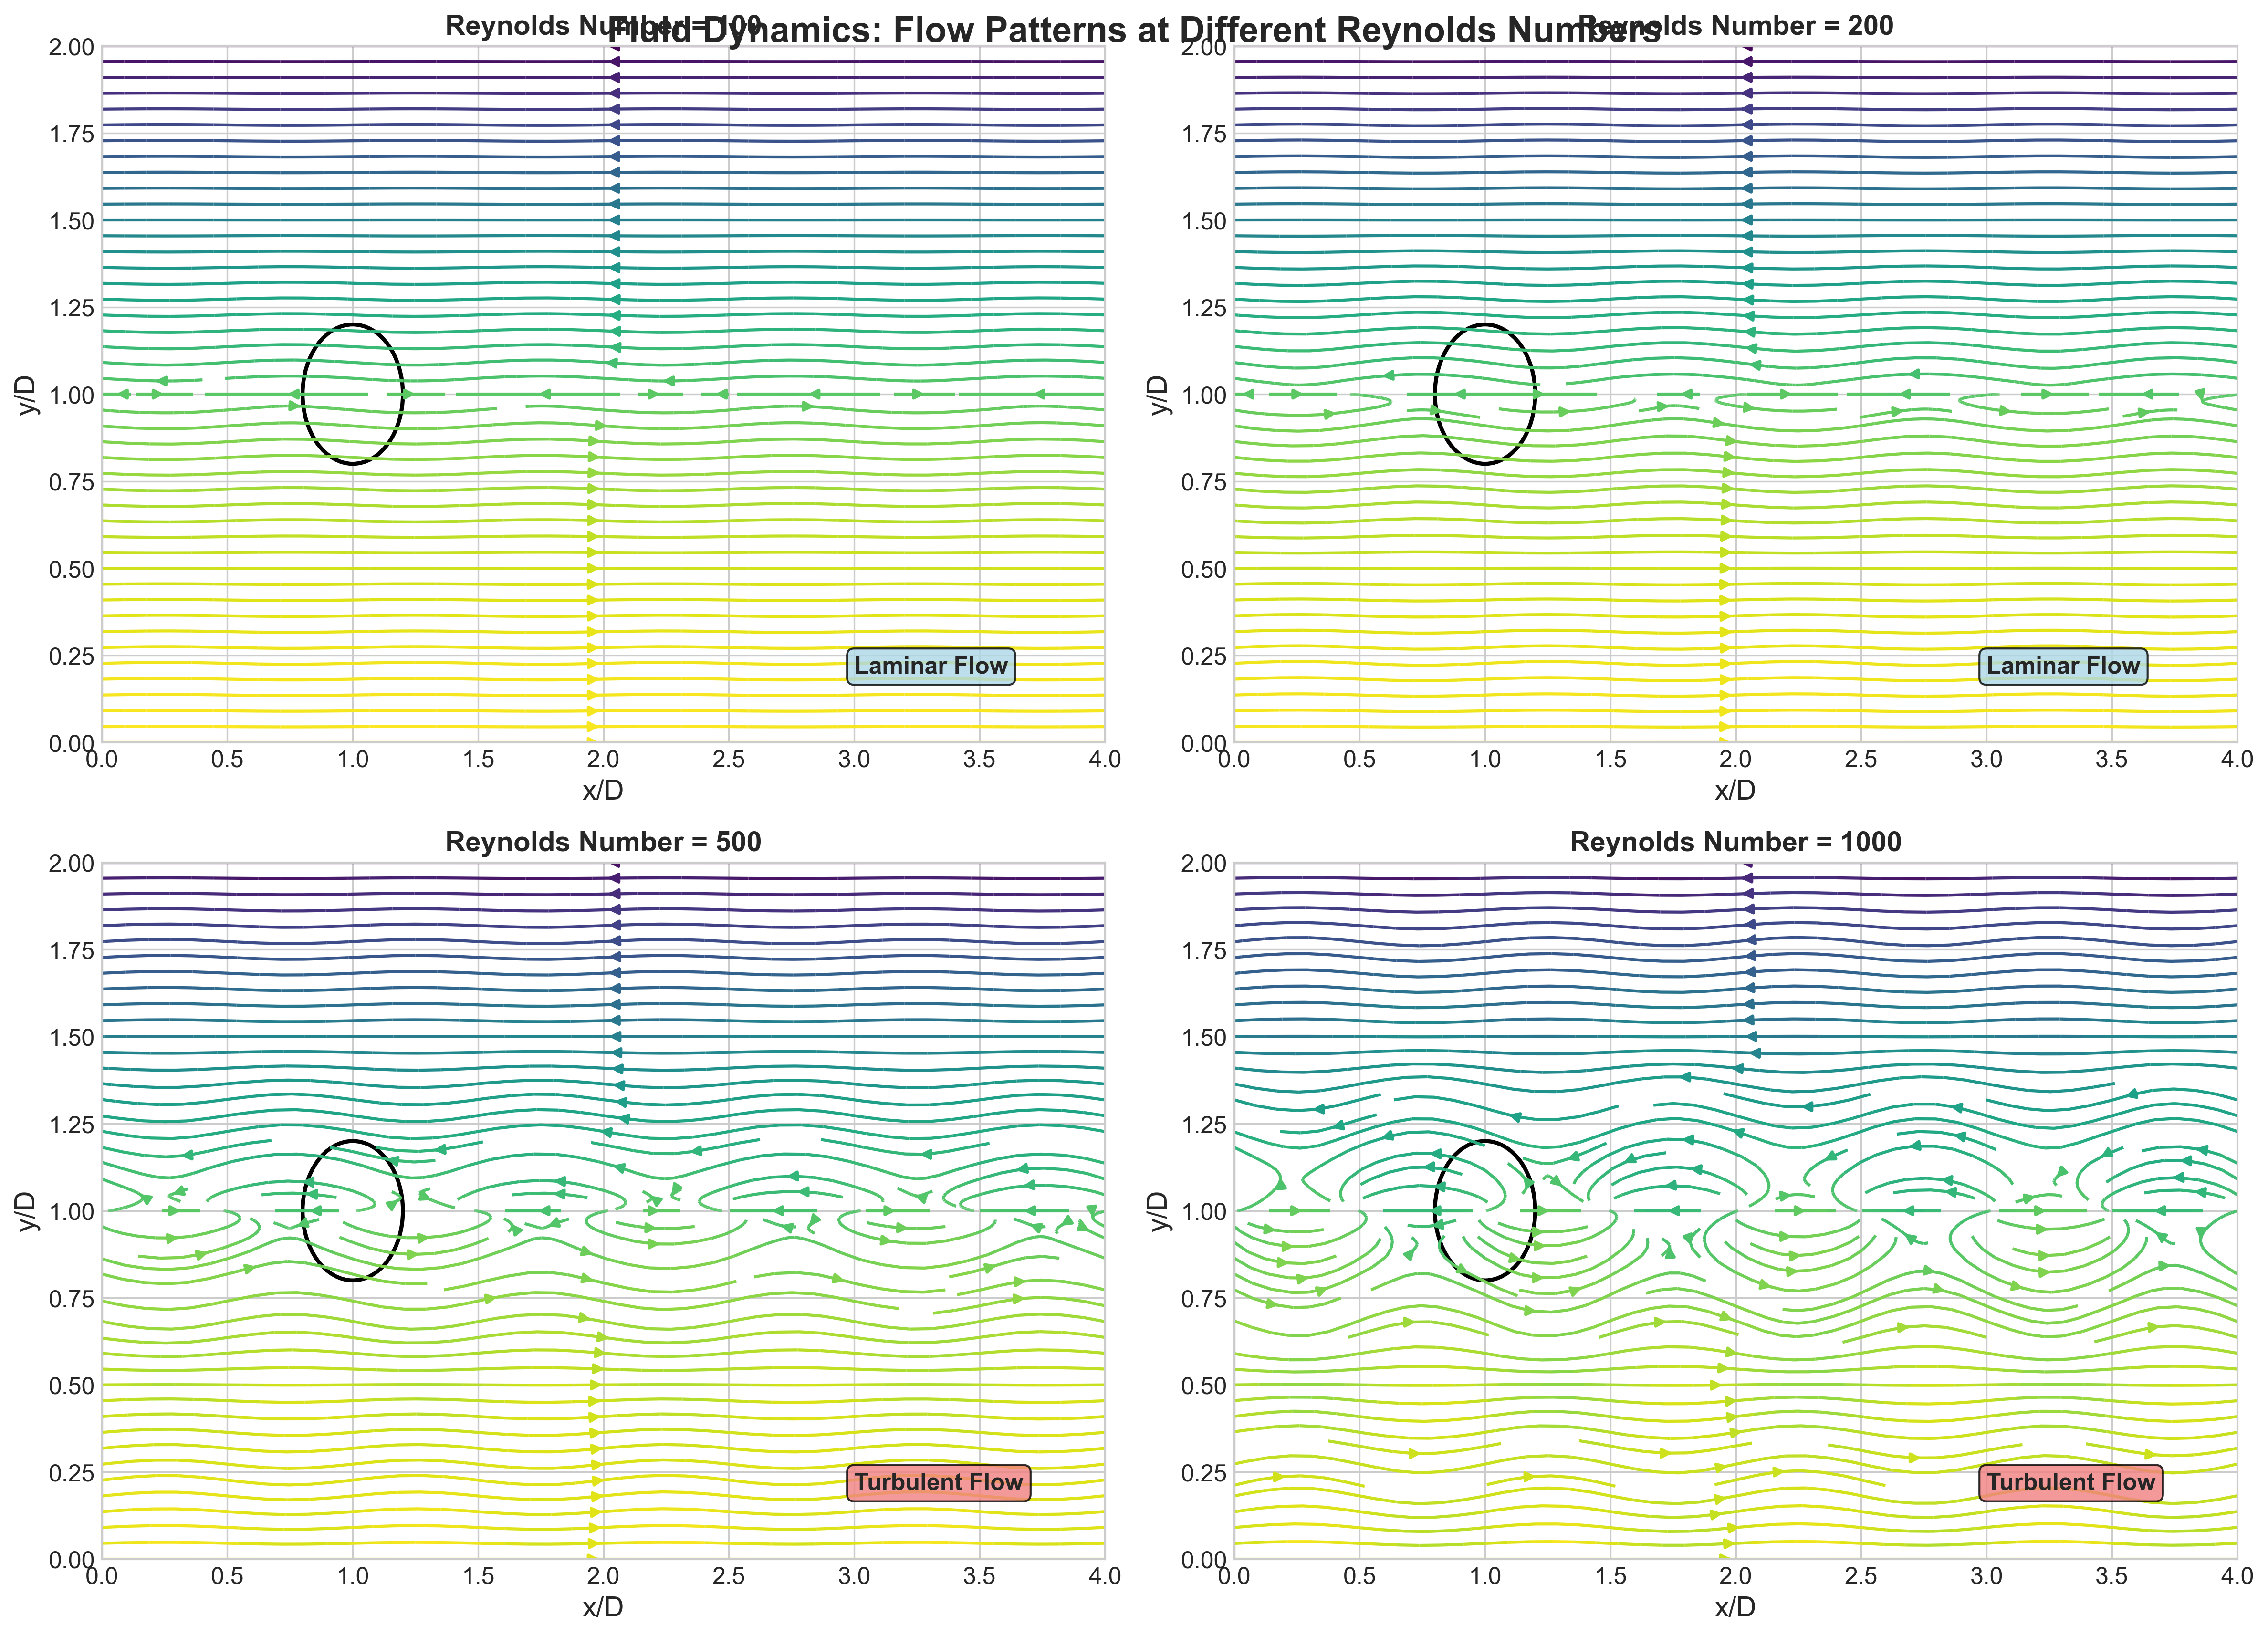 Fluid Dynamics: Flow Patterns at Different Reynolds Numbers
Reynolds Number = 100
2.00
1.75
1.50
1.25
1.00
0.75
0.50
0.25
0.00
y/D
0.0 0.5 1.0 1.5 2.0 2.5 3.0 3.5 4.0
x/D
Laminar Flow
Reynolds Number = 200
2.00
1.75
1.50
1.25
1.00
0.75
0.50
0.25
0.00
y/D
0.0 0.5 1.0 1.5 2.0 2.5 3.0 3.5 4.0
x/D
Laminar Flow
Reynolds Number = 500
2.00
1.75
1.50
1.25
1.00
0.75
0.50
0.25
0.00
y/D
0.0 0.5 1.0 1.5 2.0 2.5 3.0 3.5 4.0
x/D
Turbulent Flow
Reynolds Number = 1000
2.00
1.75
1.50
1.25
1.00
0.75
0.50
0.25
0.00
y/D
0.0 0.5 1.0 1.5 2.0 2.5 3.0 3.5 4.0
x/D
Turbulent Flow